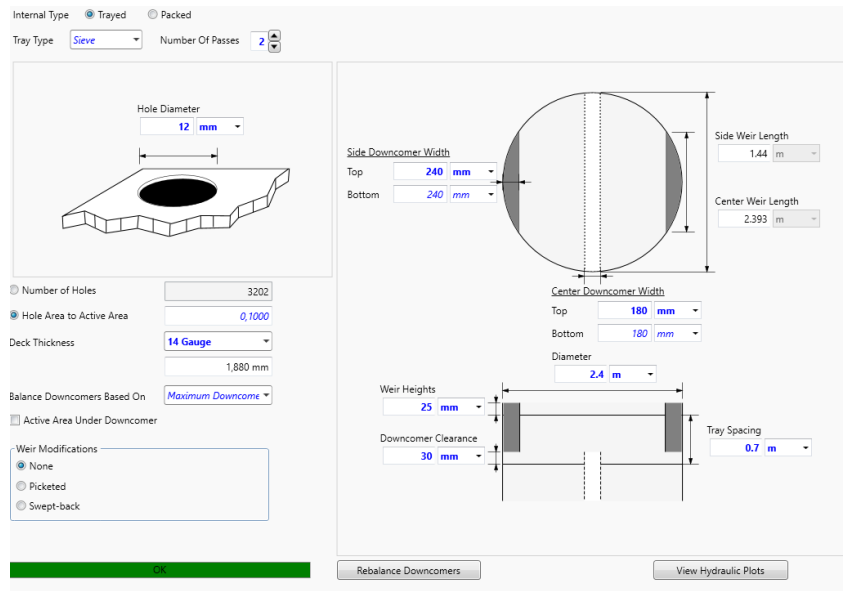 Internal Type Trayed Packed
Tray Type Sieve Number Of Passes 2
Hole Diameter
12 mm
Side Downcomer Width
Top 240 mm
Bottom 240 mm
Side Weir Length
1.44 m
Center Weir Length
2.393 m
Number of Holes 3202
Hole Area to Active Area 0,1000
Deck Thickness 14 Gauge
1,880 mm
Balance Downcomers Based On Maximum Downcome
Active Area Under Downcomer
Weir Modifications
None
Picketed
Swept-back
Center Downcomer Width
Top 180 mm
Bottom 180 mm
Diameter
2.4 m
Weir Heights
25 mm
Downcomer Clearance
30 mm
Tray Spacing
0.7 m
OK
Rebalance Downcomers
View Hydraulic Plots